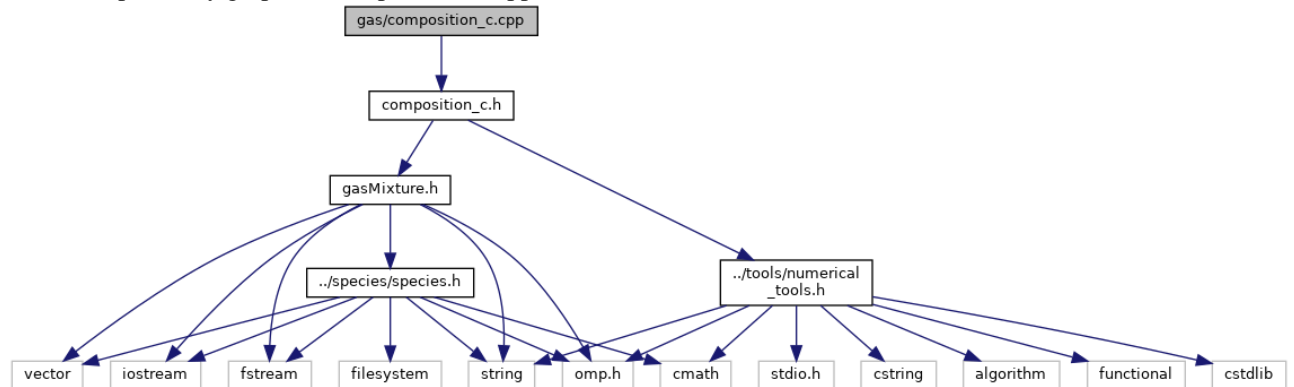 gas/composition_c.cpp
composition_c.h
gasMixture.h
../species/species.h
../tools/numerical
_tools.h
vector
iostream
fstream
filesystem
string
omp.h
cmath
stdio.h
cstring
algorithm
functional
cstdlib